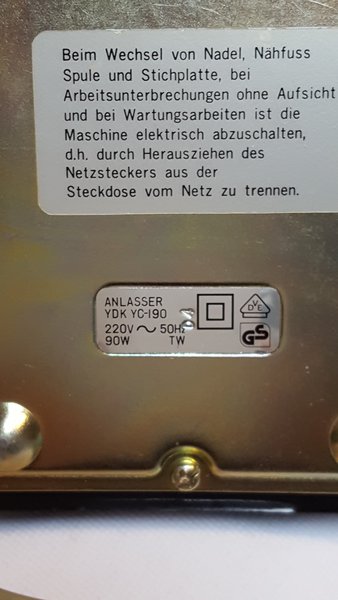 Beim Wechsel von Nadel, Nähfuss
Spule und Stichplatte, bei
Arbeitsunterbrechungen ohne Aufsicht
und bei Wartungsarbeiten ist die
Maschine elektrisch abzuschalten,
d.h. durch Herausziehen des
Netzsteckers aus der
Steckdose vom Netz zu trennen.
ANLASSER
YDK YC-190
220V ~ 50Hz
90W TW
VDE
GS